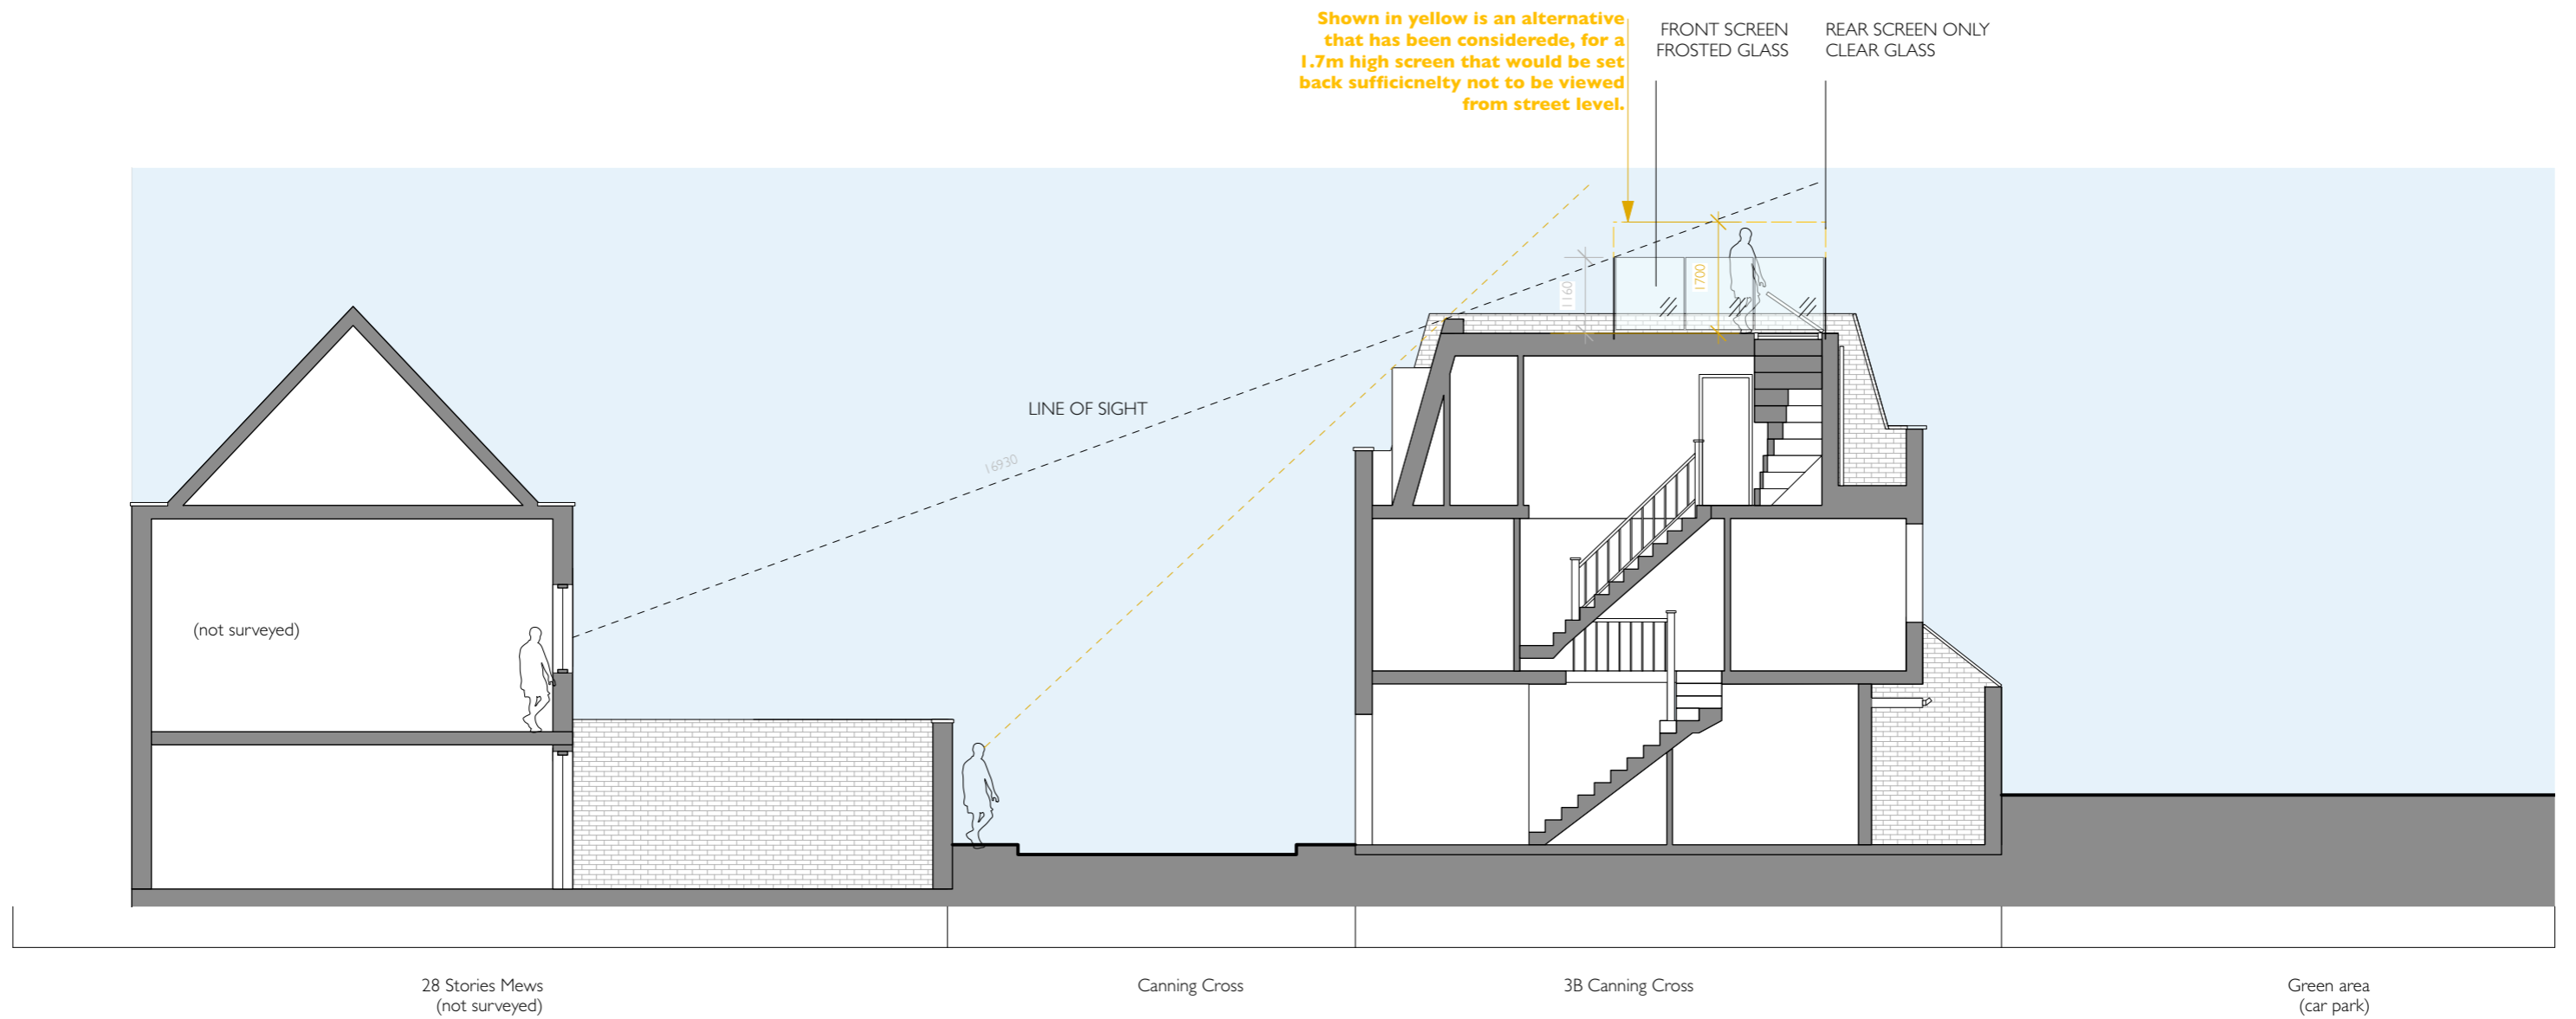 Shown in yellow is an alternative
that has been considerede, for a
1.7m high screen that would be set
back sufficicnelty not to be viewed
from street level.
FRONT SCREEN
FROSTED GLASS
REAR SCREEN ONLY
CLEAR GLASS
1160
1700
LINE OF SIGHT
16930
(not surveyed)
28 Stories Mews
(not surveyed)
Canning Cross
3B Canning Cross
Green area
(car park)